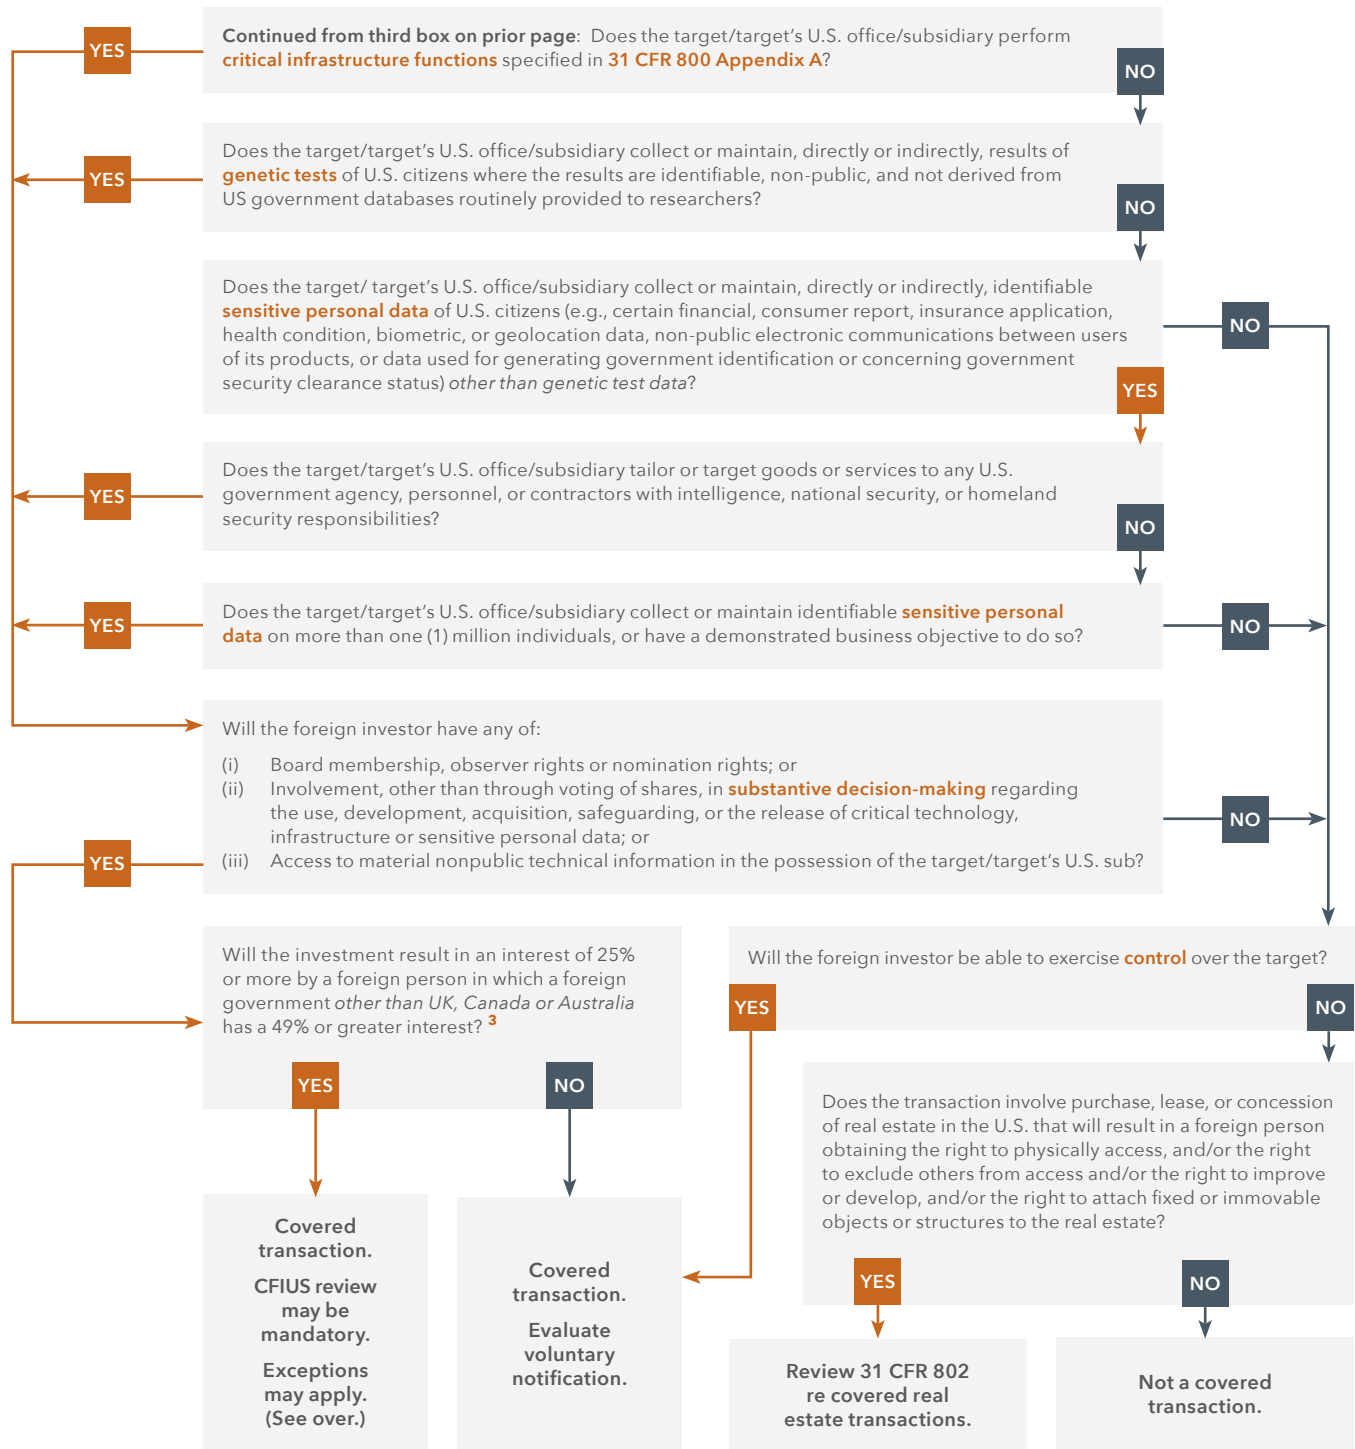 Continued from third box on prior page: Does the target/target's U.S. office/subsidiary perform
critical infrastructure functions specified in 31 CFR 800 Appendix A?
YES
NO
Does the target/target's U.S. office/subsidiary collect or maintain, directly or indirectly, results of
genetic tests of U.S. citizens where the results are identifiable, non-public, and not derived from
US government databases routinely provided to researchers?
YES
NO
Does the target/ target's U.S. office/subsidiary collect or maintain, directly or indirectly, identifiable
sensitive personal data of U.S. citizens (e.g., certain financial, consumer report, insurance application,
health condition, biometric, or geolocation data, non-public electronic communications between users
of its products, or data used for generating government identification or concerning government
security clearance status) other than genetic test data?
NO
YES
Does the target/target's U.S. office/subsidiary tailor or target goods or services to any U.S.
government agency, personnel, or contractors with intelligence, national security, or homeland
security responsibilities?
YES
NO
Does the target/target's U.S. office/subsidiary collect or maintain identifiable sensitive personal
data on more than one (1) million individuals, or have a demonstrated business objective to do so?
YES
NO
Will the foreign investor have any of:
(i) Board membership, observer rights or nomination rights; or
(ii) Involvement, other than through voting of shares, in substantive decision-making regarding
the use, development, acquisition, safeguarding, or the release of critical technology,
infrastructure or sensitive personal data; or
(iii) Access to material nonpublic technical information in the possession of the target/target's U.S. sub?
YES
NO
Will the investment result in an interest of 25%
or more by a foreign person in which a foreign
government other than UK, Canada or Australia
has a 49% or greater interest? 3
YES
NO
Will the foreign investor be able to exercise control over the target?
YES
NO
Does the transaction involve purchase, lease, or concession
of real estate in the U.S. that will result in a foreign person
obtaining the right to physically access, and/or the right
to exclude others from access and/or the right to improve
or develop, and/or the right to attach fixed or immovable
objects or structures to the real estate?
YES
NO
Covered
transaction.
CFIUS review
may be
mandatory.
Exceptions
may apply.
(See over.)
Covered
transaction.
Evaluate
voluntary
notification.
Review 31 CFR 802
re covered real
estate transactions.
Not a covered
transaction.